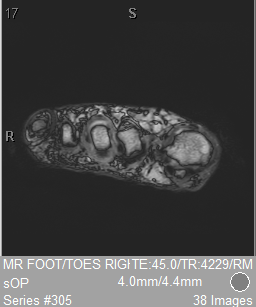 17
S
R
MR FOOT/TOES RIGHTE:45.0/TR:4229/RM
sOP
4.0mm/4.4mm
Series #305
38 Images